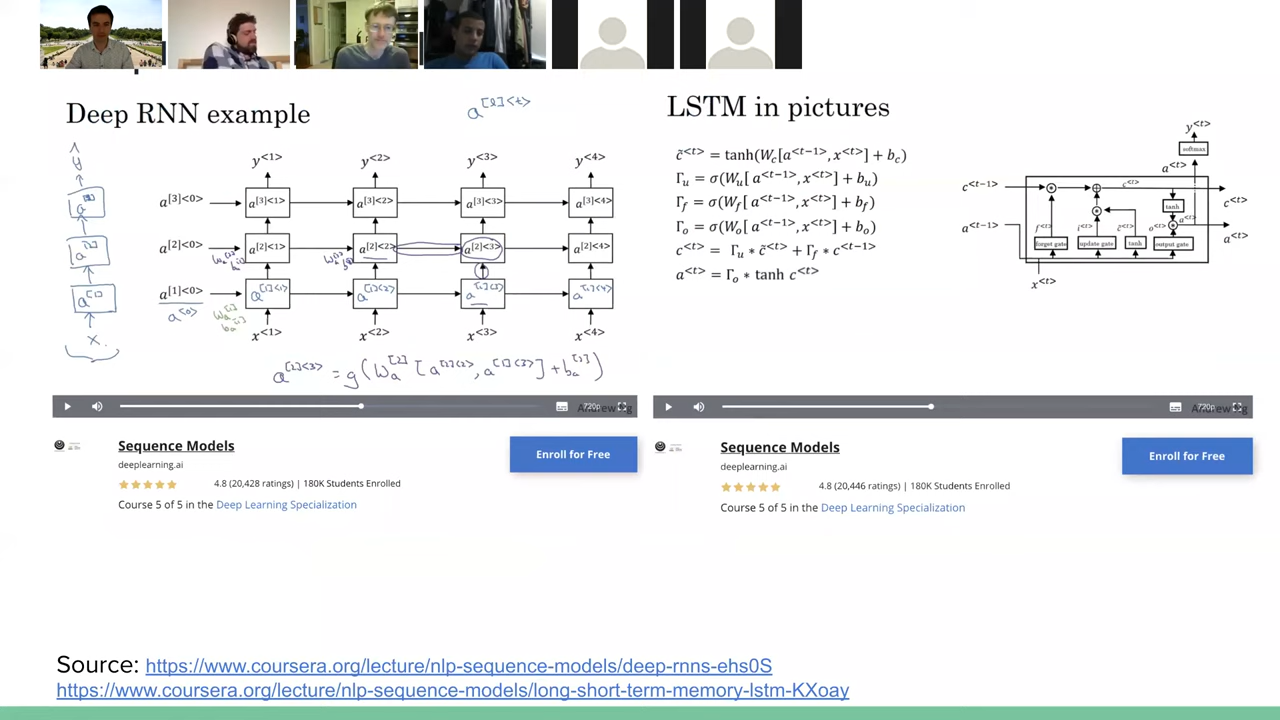 Deep RNN example
a^[l]<t>
ŷ
y<1> y<2> y<3> y<4>
a[3]<0> a[3]<1> a[3]<2> a[3]<3> a[3]<4>
a[2]<0> a[2]<1> a[2]<2> a[2]<3> a[2]<4>
a[1]<0> a[1]<1> a[1]<2> a[1]<3> a[1]<4>
a[0]
a[1]
x
x<1> x<2> x<3> x<4>
a[2]<3> = g(Wa[2] [a[2]<2>, a[1]<3>] + ba[2])
720p
Sequence Models
deeplearning.ai
Enroll for Free
4.8 (20,428 ratings) | 180K Students Enrolled
Course 5 of 5 in the Deep Learning Specialization
LSTM in pictures
c̃<t> = tanh(Wc[a<t−1>, x<t>] + bc)
Γu = σ(Wu[ a<t−1>, x<t>] + bu)
Γf = σ(Wf[ a<t−1>, x<t>] + bf)
Γo = σ(Wo[ a<t−1>, x<t>] + bo)
c<t> = Γu ∗ c̃<t> + Γf ∗ c<t−1>
a<t> = Γo ∗ tanh c<t>
y<t>
softmax
a<t>
c<t−1> c<t> c<t>
tanh
a<t−1> f<t> i<t> c̃<t> o<t> a<t> a<t>
forget gate update gate tanh output gate
x<t>
Andrew Ng
720p
Sequence Models
deeplearning.ai
Enroll for Free
4.8 (20,446 ratings) | 180K Students Enrolled
Course 5 of 5 in the Deep Learning Specialization
Source: https://www.coursera.org/lecture/nlp-sequence-models/deep-rnns-ehs0S
https://www.coursera.org/lecture/nlp-sequence-models/long-short-term-memory-lstm-KXoay